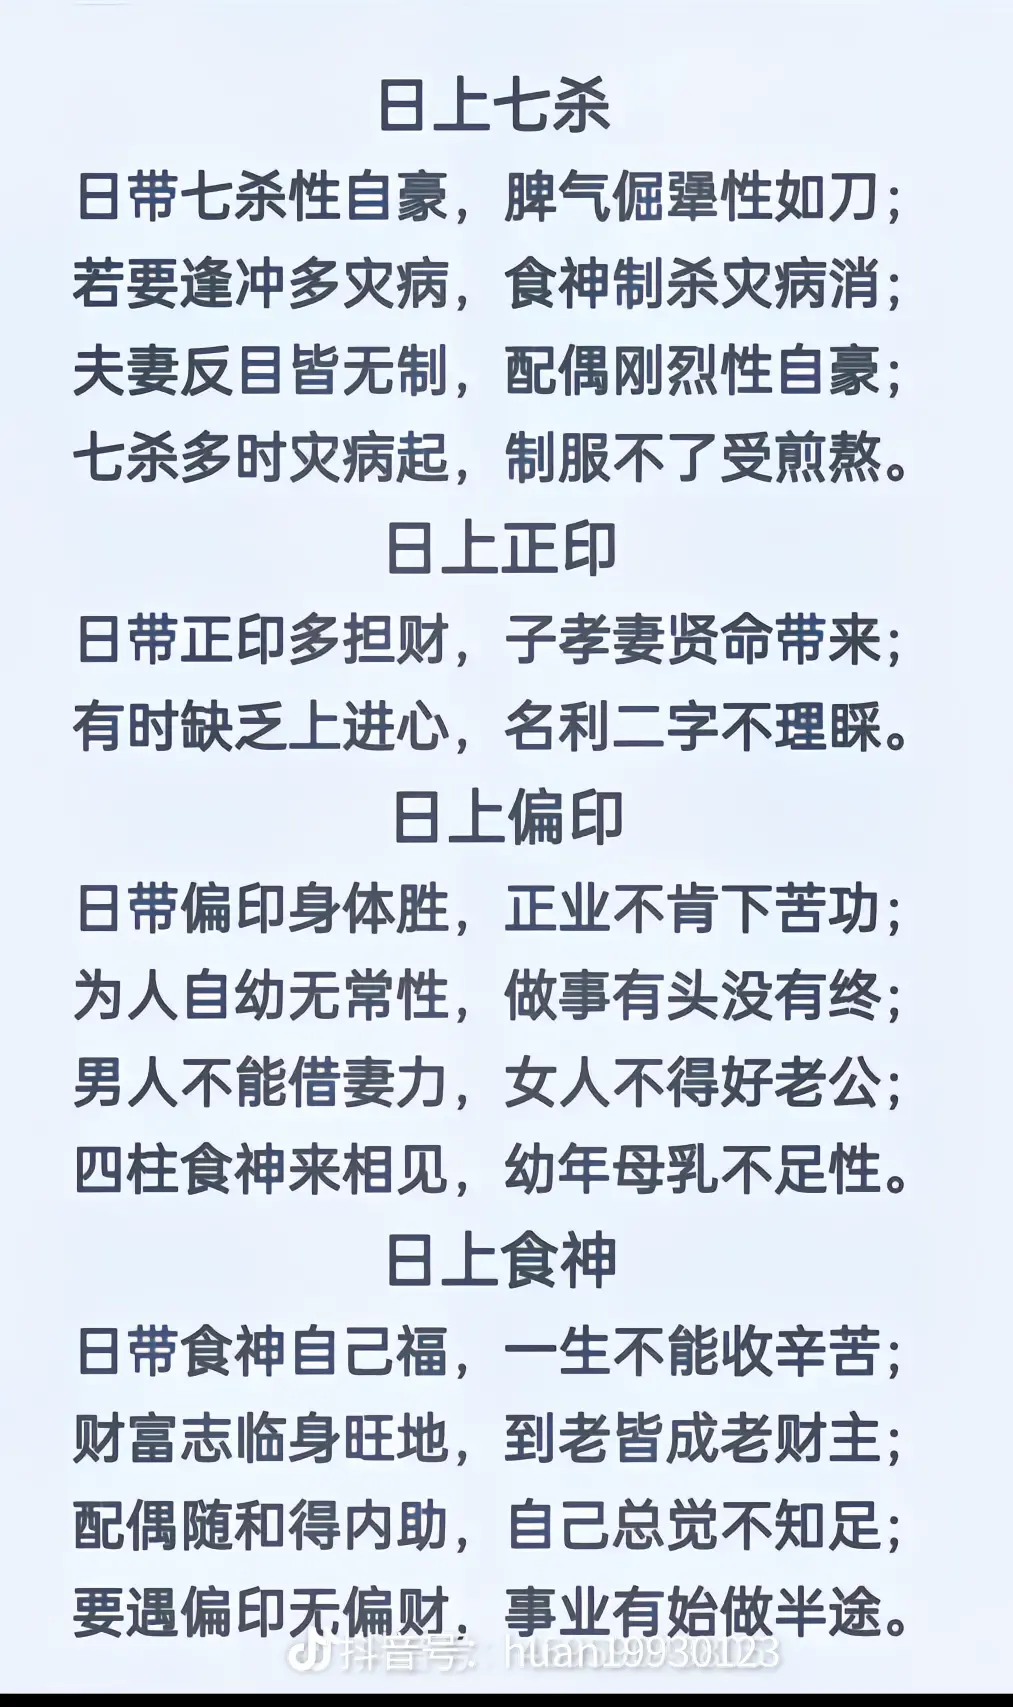 日上七杀
日带七杀性自豪，脾气倔犟性如刀；
若要逢冲多灾病，食神制杀灾病消；
夫妻反目皆无制，配偶刚烈性自豪；
七杀多时灾病起，制服不了受煎熬。
日上正印
日带正印多担财，子孝妻贤命带来；
有时缺乏上进心，名利二字不理睬。
日上偏印
日带偏印身体胜，正业不肯下苦功；
为人自幼无常性，做事有头没有终；
男人不能借妻力，女人不得好老公；
四柱食神来相见，幼年母乳不足性。
日上食神
日带食神自己福，一生不能收辛苦；
财富志临身旺地，到老皆成老财主；
配偶随和得内助，自己总觉不知足；
要遇偏印无偏财，事业有始做半途。
抖音号：huan19930123